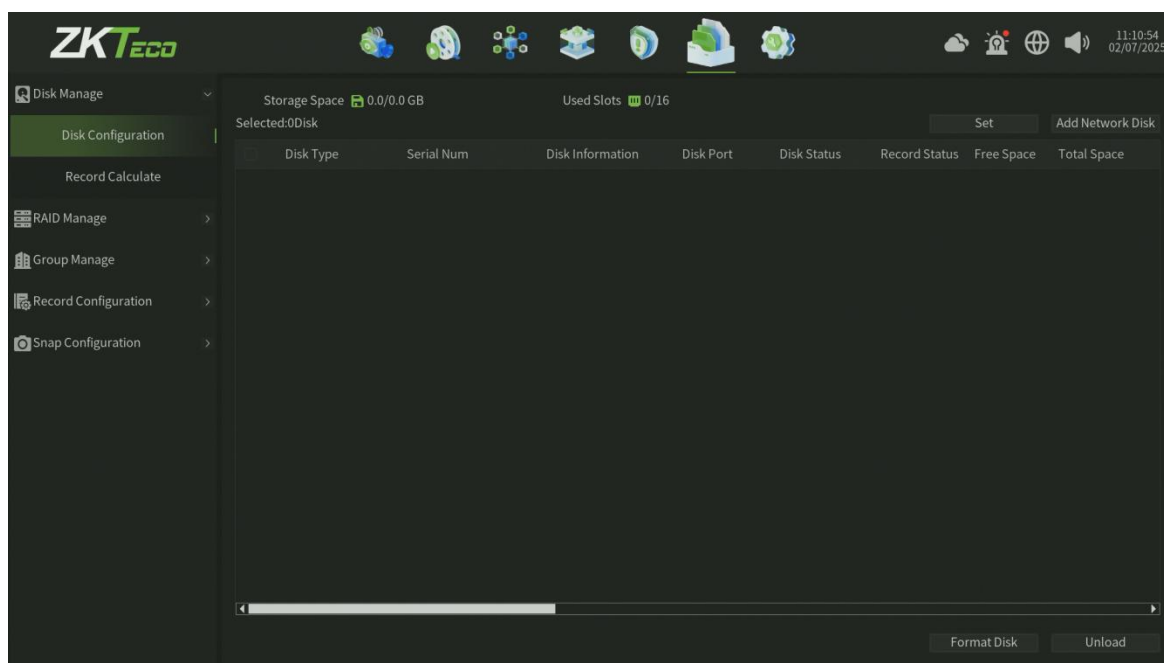 ZKTECO
11:10:54
02/07/2025
Disk Manage
Disk Configuration
Record Calculate
RAID Manage
Group Manage
Record Configuration
Snap Configuration
Storage Space 0.0/0.0 GB Used Slots 0/16
Selected:0Disk Set Add Network Disk
Disk Type Serial Num Disk Information Disk Port Disk Status Record Status Free Space Total Space
Format Disk Unload